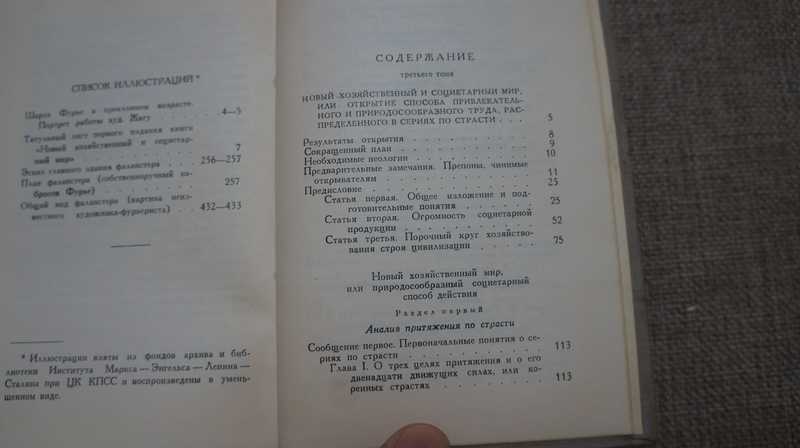 СПИСОК ИЛЛЮСТРАЦИЙ *
Шарль Фурье в преклонном возрасте.
Портрет работы худ. Жигу . . . 4—5
Титульный лист первого издания книги
«Новый хозяйственный и социетар-
ный мир» . . . 7
Эскиз главного здания фаланстера . . . 256—257
План фаланстера (собственноручный на-
бросок Фурье) . . . 257
Общий вид фаланстера (картина неиз-
вестного художника-фурьериста) . . . 432—433
* Иллюстрации взяты из фондов архива и биб-
лиотеки Института Маркса—Энгельса—Ленина—
Сталина при ЦК КПСС и воспроизведены в умень-
шенном виде.
СОДЕРЖАНИЕ
третьего тома
НОВЫЙ ХОЗЯЙСТВЕННЫЙ И СОЦИЕТАРНЫЙ МИР,
ИЛИ ОТКРЫТИЕ СПОСОБА ПРИВЛЕКАТЕЛЬ-
НОГО И ПРИРОДОСООБРАЗНОГО ТРУДА, РАС-
ПРЕДЕЛЕННОГО В СЕРИЯХ ПО СТРАСТИ . . . 5
Результаты открытия . . . 8
Сокращенный план . . . 9
Необходимые неологии . . . 10
Предварительные замечания. Препоны, чинимые
открывателям . . . 11
Предисловие . . . 25
Статья первая. Общее изложение и под-
готовительные понятия . . . 25
Статья вторая. Огромность социетарной
продукции . . . 52
Статья третья. Порочный круг хозяйство-
вания строя цивилизации . . . 75
Новый хозяйственный мир,
или природосообразный социетарный
способ действия
Раздел первый
Анализ притяжения по страсти
Сообщение первое. Первоначальные понятия о се-
риях по страсти . . . 113
Глава I. О трех целях притяжения и о его
двенадцати движущих силах, или ко-
ренных страстях . . . 113